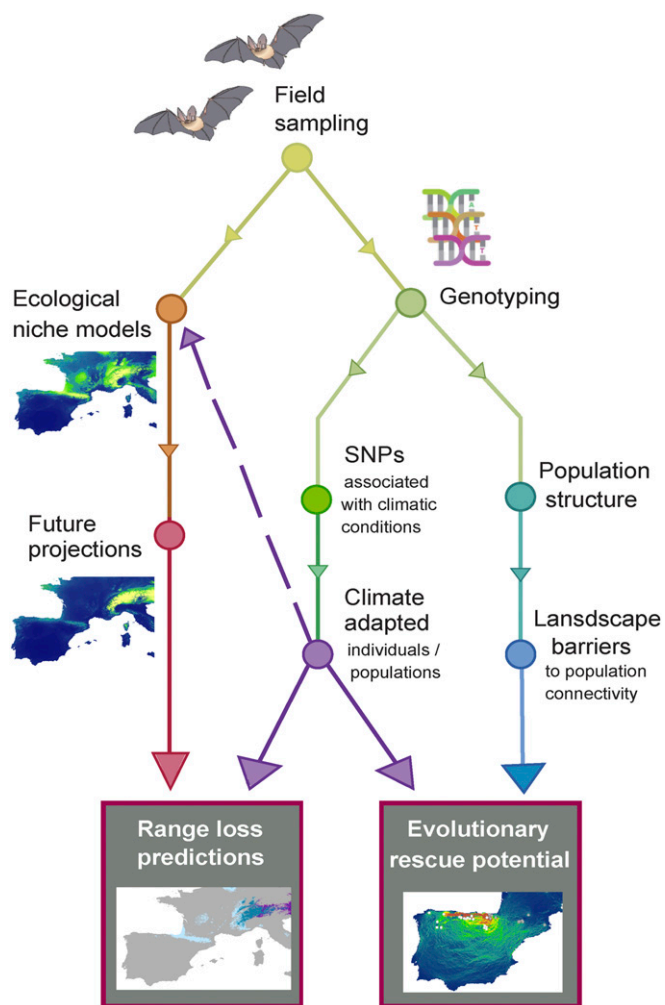 Field
sampling
Genotyping
Ecological
niche models
SNPs
associated
with climatic
conditions
Population
structure
Future
projections
Climate
adapted
individuals /
populations
Lansdscape
barriers
to population
connectivity
Range loss
predictions
Evolutionary
rescue potential